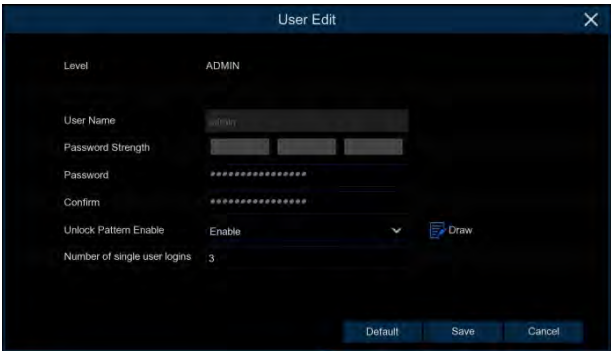 User Edit
Level ADMIN
User Name admin
Password Strength
Password ****************
Confirm ****************
Unlock Pattern Enable Enable Draw
Number of single user logins 3
Default Save Cancel